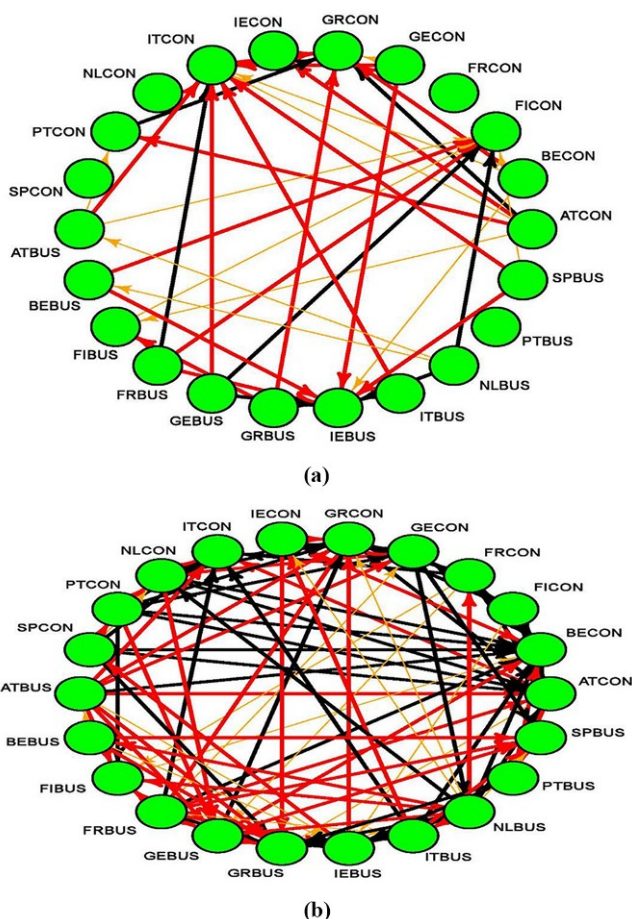 IECON
GRCON
ITCON
GECON
NLCON
FRCON
PTCON
FICON
SPCON
BECON
ATBUS
ATCON
BEBUS
SPBUS
FIBUS
PTBUS
FRBUS
NLBUS
GEBUS
ITBUS
GRBUS
IEBUS
(a)
IECON
GRCON
ITCON
GECON
NLCON
FRCON
PTCON
FICON
SPCON
BECON
ATBUS
ATCON
BEBUS
SPBUS
FIBUS
PTBUS
FRBUS
NLBUS
GEBUS
ITBUS
GRBUS
IEBUS
(b)